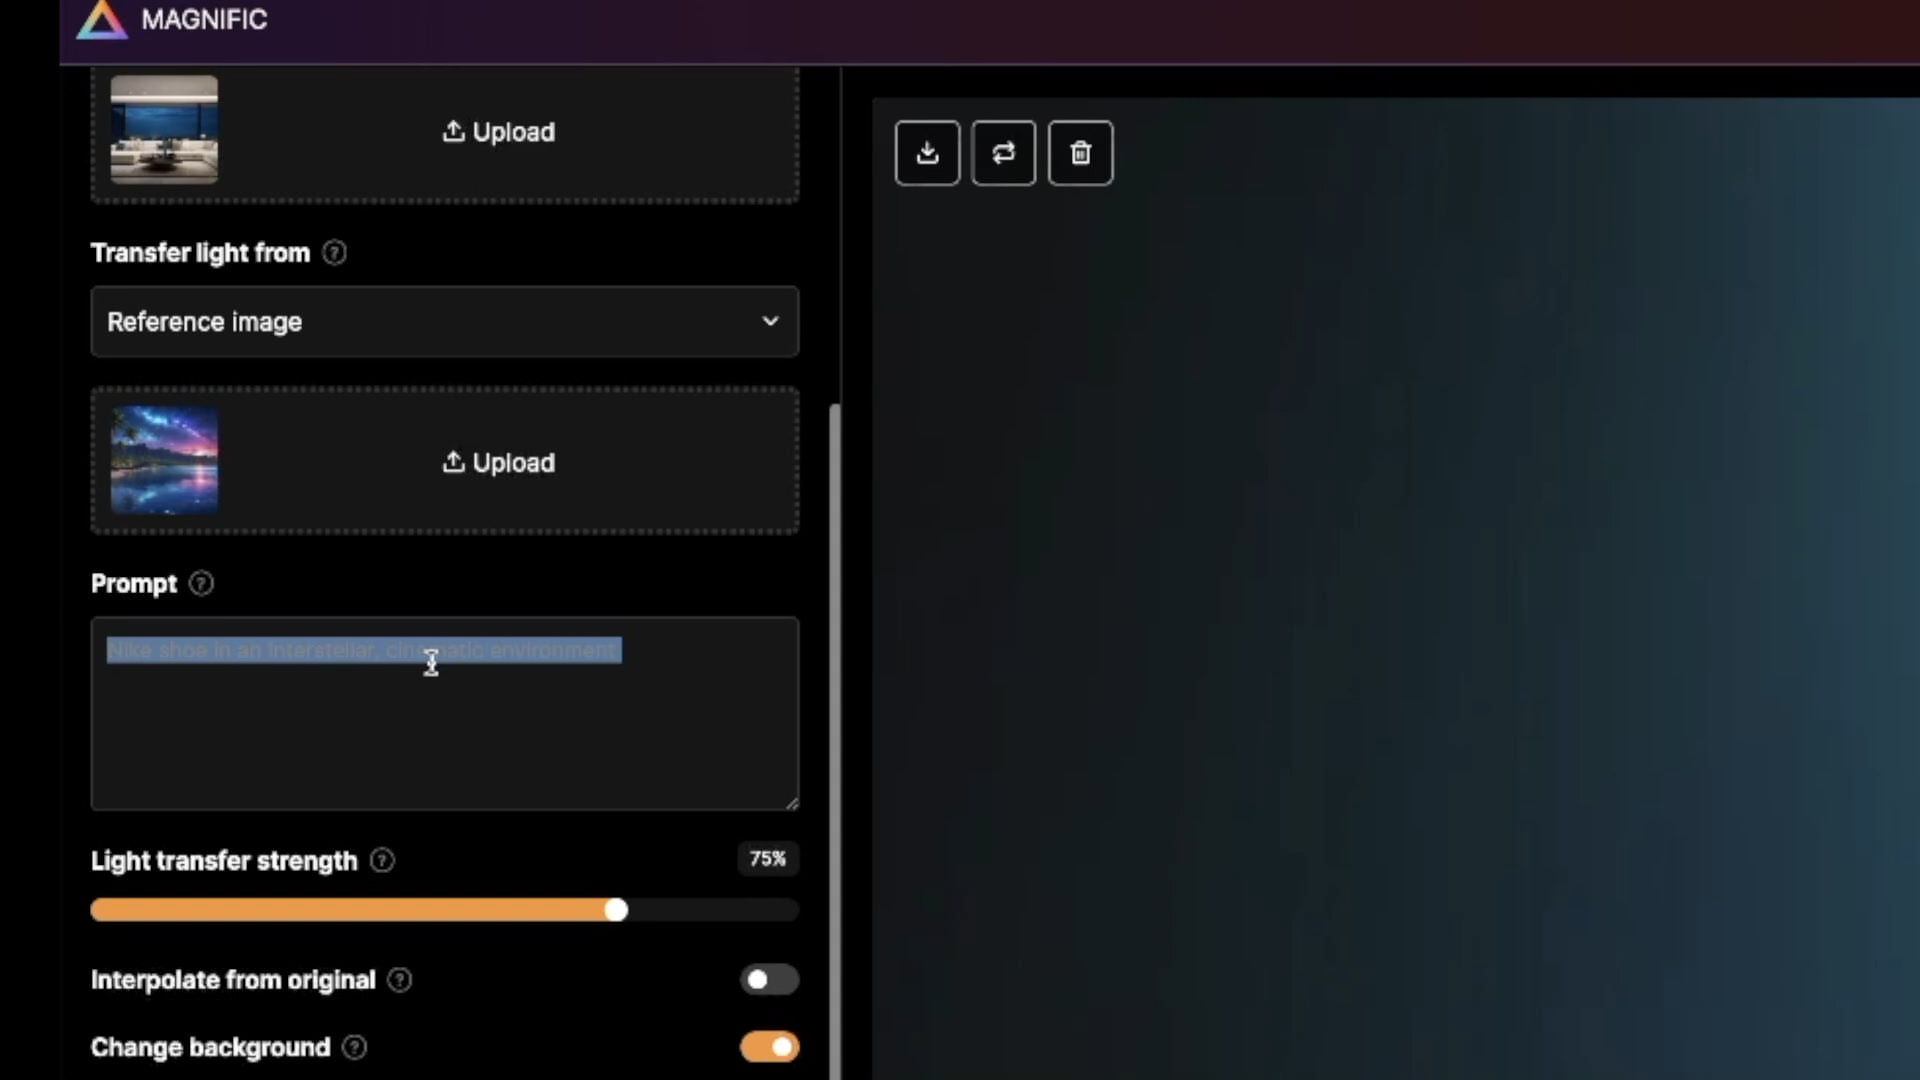 MAGNIFIC
Upload
Transfer light from ?
Reference image
Upload
Prompt ?
Nike shoe in an interstellar, cinematic environment.
Light transfer strength ?
75%
Interpolate from original ?
Change background ?